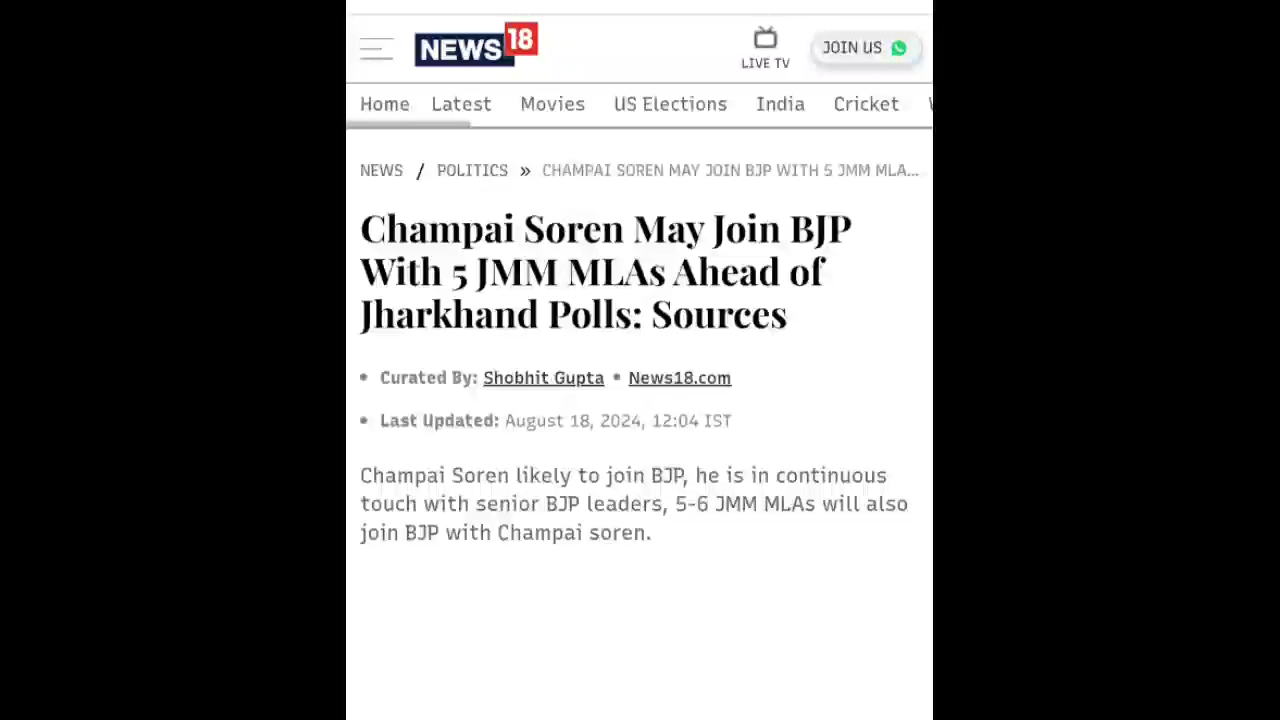 NEWS 18
LIVE TV
JOIN US
Home Latest Movies US Elections India Cricket
NEWS / POLITICS » CHAMPAI SOREN MAY JOIN BJP WITH 5 JMM MLA...
Champai Soren May Join BJP
With 5 JMM MLAs Ahead of
Jharkhand Polls: Sources
• Curated By: Shobhit Gupta • News18.com
• Last Updated: August 18, 2024, 12:04 IST
Champai Soren likely to join BJP, he is in continuous
touch with senior BJP leaders, 5-6 JMM MLAs will also
join BJP with Champai soren.